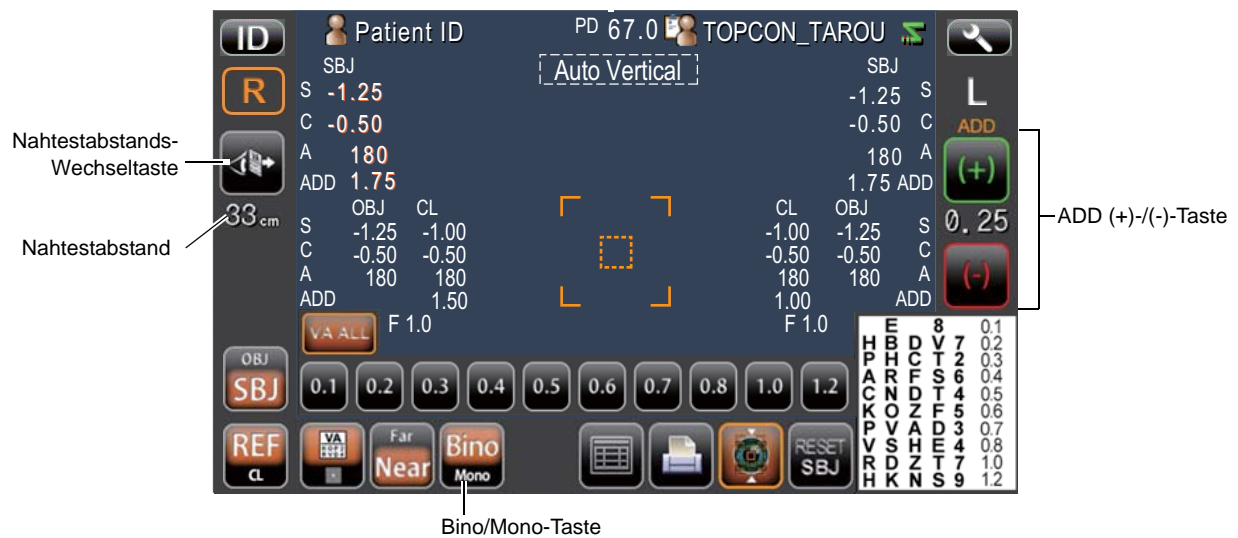 ID Patient ID PD 67.0 TOPCON_TAROU
Auto Vertical
R SBJ SBJ L
S -1.25 -1.25 S
C -0.50 -0.50 C ADD
A 180 180 A (+)
ADD 1.75 1.75 ADD
Nahtestabstands-
Wechseltaste
33 cm
Nahtestabstand
OBJ CL CL OBJ
S -1.25 -1.00 -1.00 -1.25 S 0.25
C -0.50 -0.50 -0.50 -0.50 C
A 180 180 180 180 A (-)
ADD 1.50 1.00 ADD
ADD (+)-/(-)-Taste
VA ALL F 1.0 F 1.0
OBJ
SBJ
0.1 0.2 0.3 0.4 0.5 0.6 0.7 0.8 1.0 1.2
E 8 0.1
H B D V 7 0.2
P H C T 2 0.3
A R F S 6 0.4
C N D T 4 0.5
K O Z F 5 0.6
P V A D 3 0.7
V S H E 4 0.8
R D Z T 7 1.0
H K N S 9 1.2
REF
CL
VA
Far
Near
Bino
Mono
RESET
SBJ
Bino/Mono-Taste